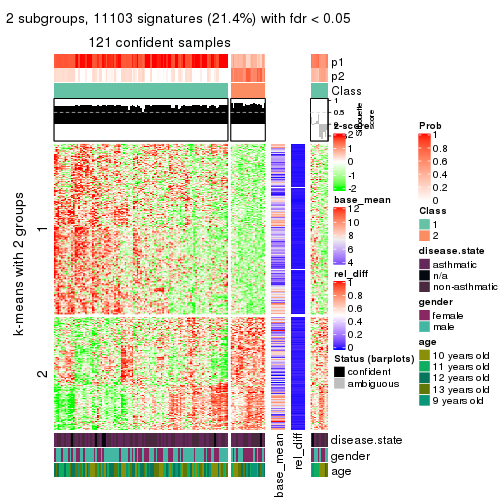 2 subgroups, 11103 signatures (21.4%) with fdr < 0.05
121 confident samples
p1
p2
Class
1
0.5
0
Silhouette
score
k-means with 2 groups
1
2
z-score
2
1
0
-1
-2
base_mean
12
10
8
6
4
rel_diff
1
0.8
0.6
0.4
0.2
0
Status (barplots)
confident
ambiguous
Prob
1
0.8
0.6
0.4
0.2
0
Class
1
2
disease.state
asthmatic
n/a
non-asthmatic
gender
female
male
age
10 years old
11 years old
12 years old
13 years old
9 years old
disease.state
gender
age
base_mean
rel_diff